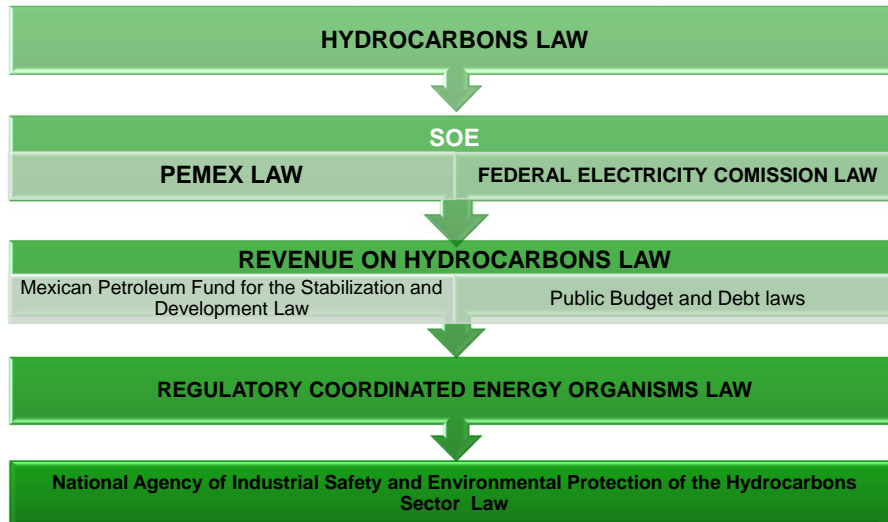 HYDROCARBONS LAW
SOE
PEMEX LAW
FEDERAL ELECTRICITY COMISSION LAW
REVENUE ON HYDROCARBONS LAW
Mexican Petroleum Fund for the Stabilization and
Development Law
Public Budget and Debt laws
REGULATORY COORDINATED ENERGY ORGANISMS LAW
National Agency of Industrial Safety and Environmental Protection of the Hydrocarbons
Sector Law